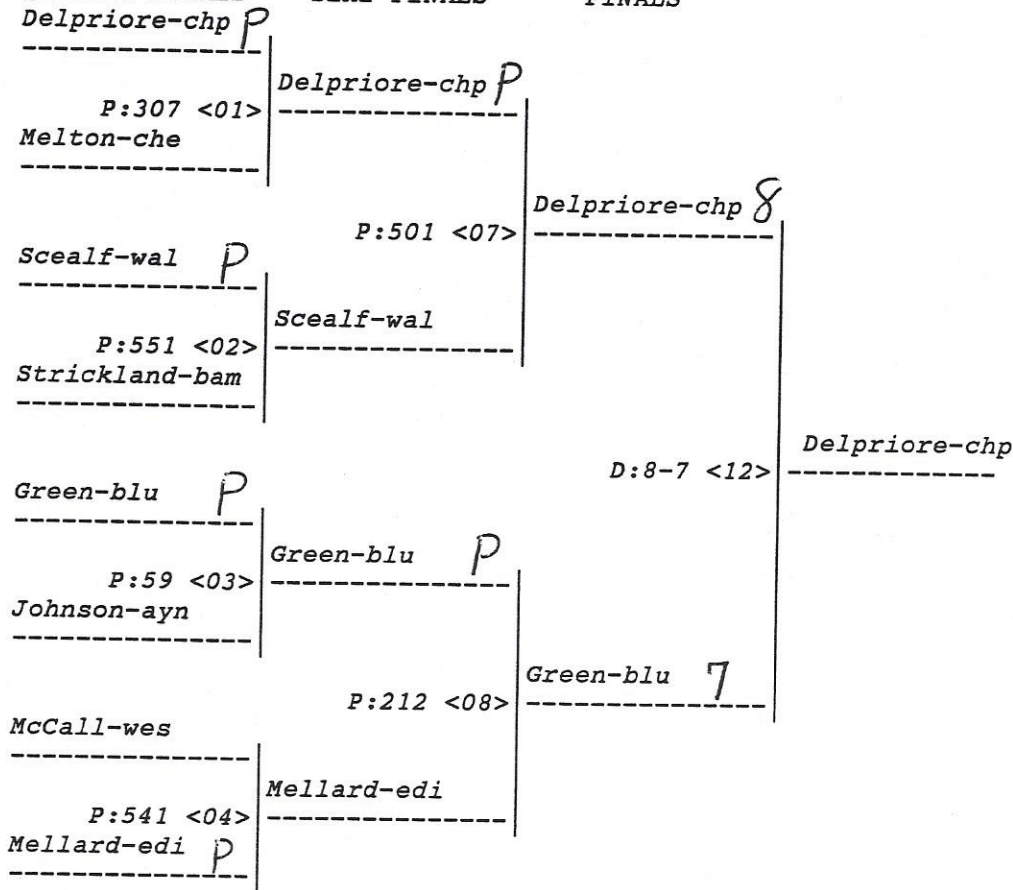 FINALS
Delpriore-chp P
Delpriore-chp P
P:307 <01>
Melton-che
Delpriore-chp 8
P:501 <07>
Scealf-wal P
Scealf-wal
P:551 <02>
Strickland-bam
Delpriore-chp
D:8-7 <12>
Green-blu P
Green-blu P
P:59 <03>
Johnson-ayn
Green-blu 7
P:212 <08>
McCall-wes
Mellard-edi
P:541 <04>
Mellard-edi P